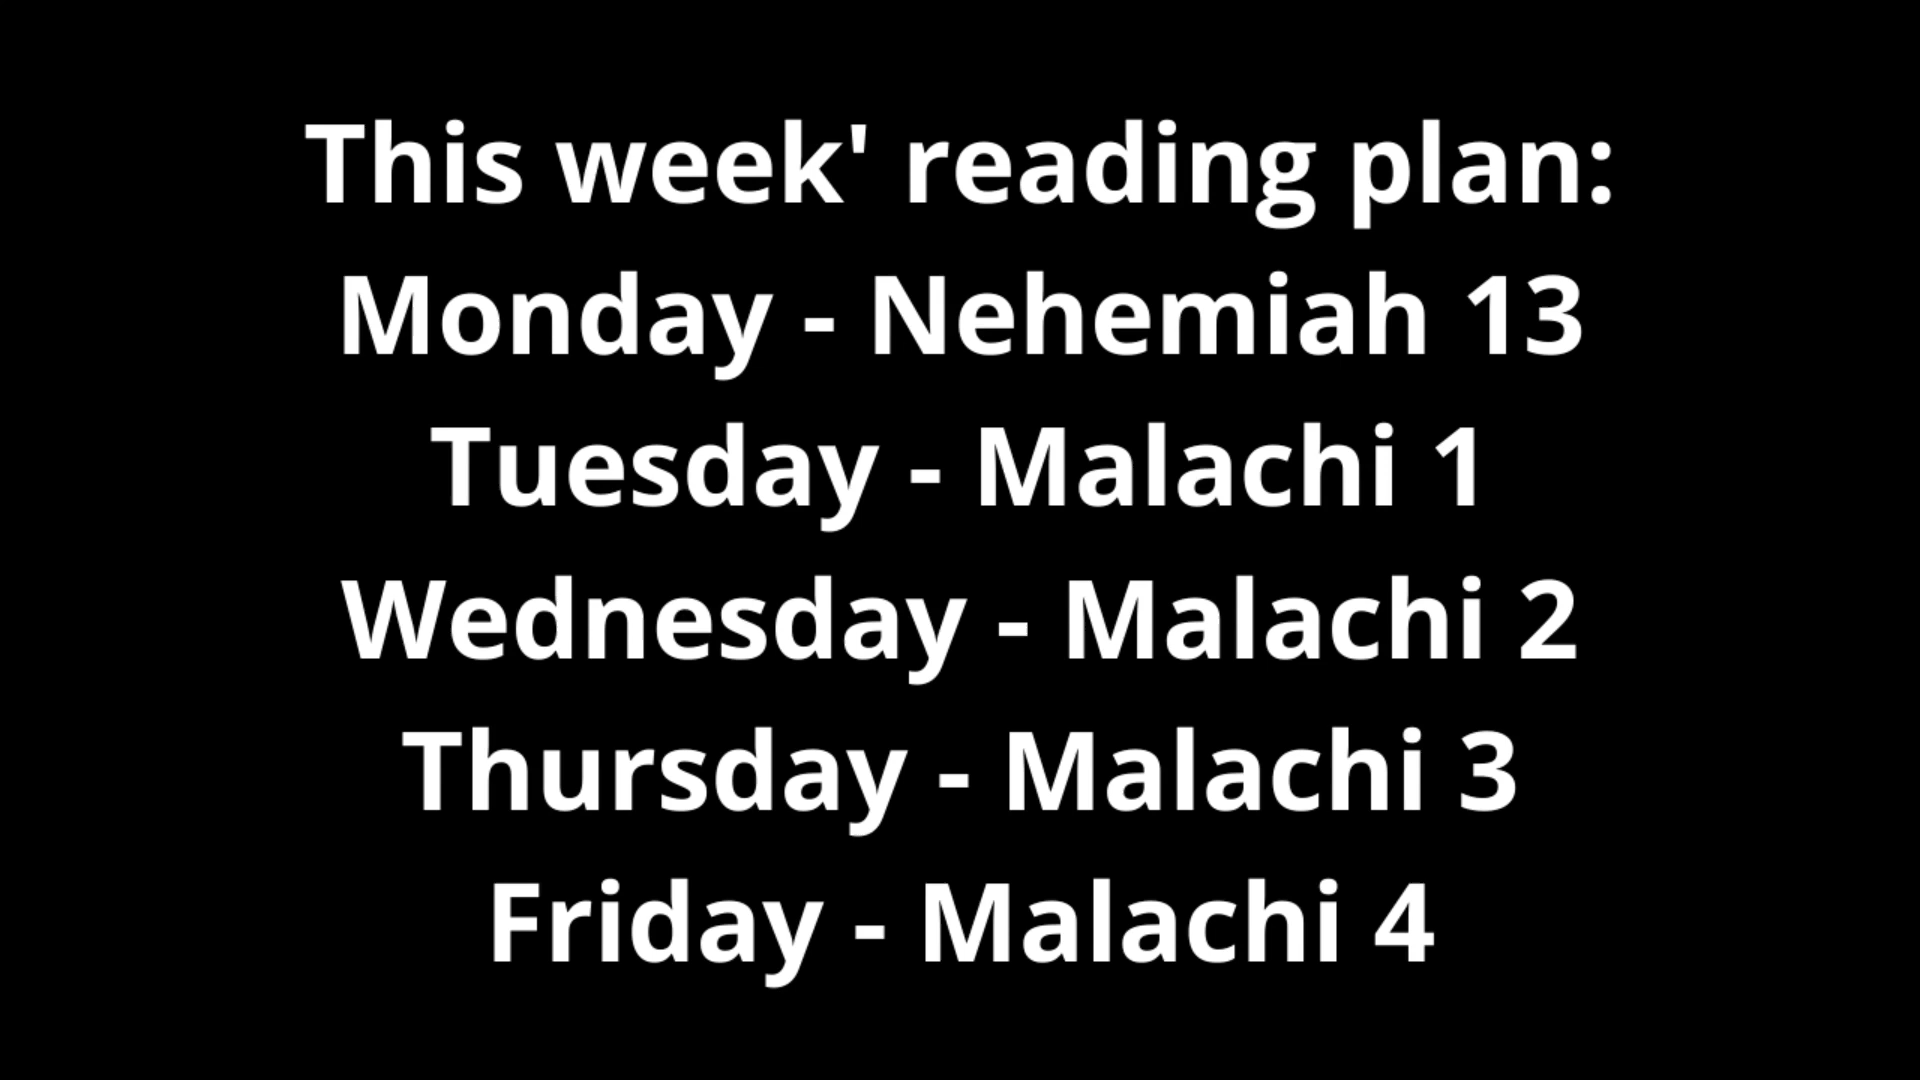 This week' reading plan:
Monday - Nehemiah 13
Tuesday - Malachi 1
Wednesday - Malachi 2
Thursday - Malachi 3
Friday - Malachi 4